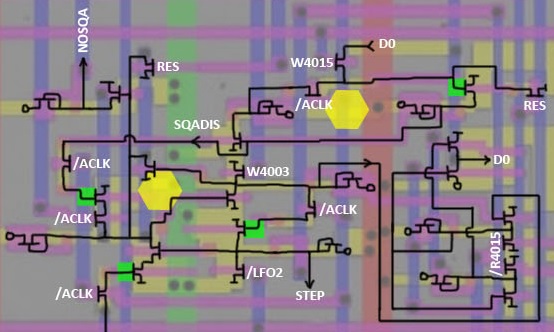 NOSQA
RES
W4015
D0
/ACLK
RES
SQADIS
/ACLK
W4003
D0
/ACLK
/ACLK
/R4015
/LFO2
/ACLK
STEP